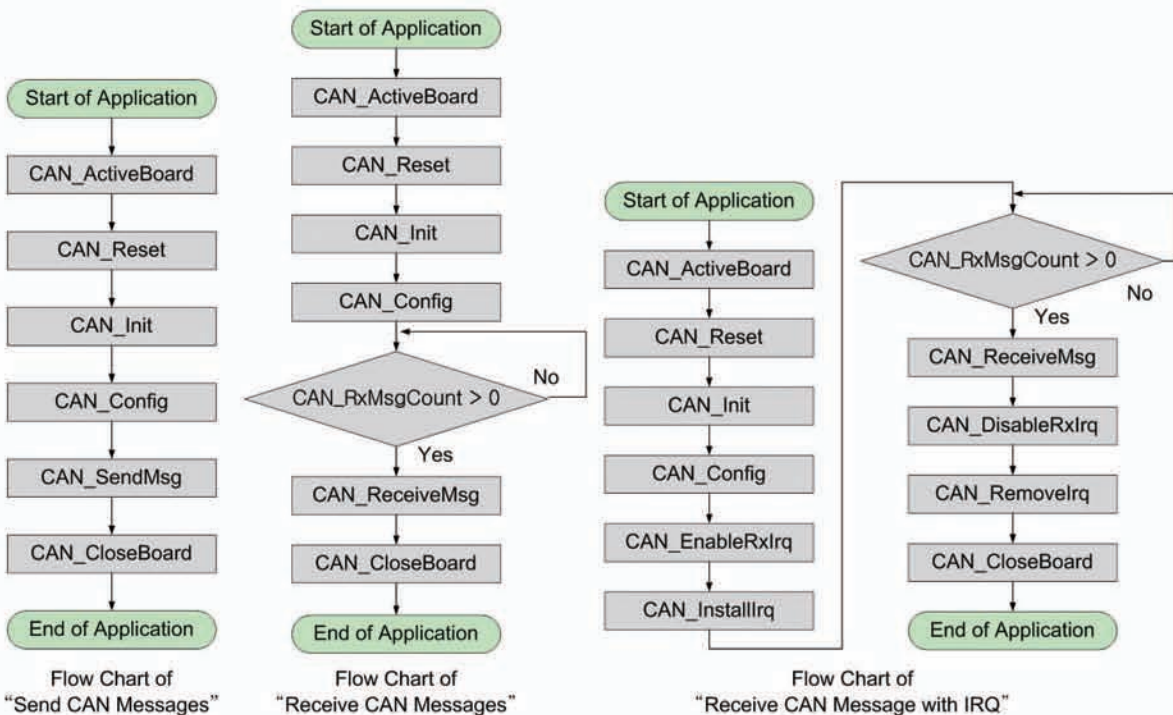 Start of Application
CAN_ActiveBoard
CAN_Reset
CAN_Init
CAN_Config
CAN_SendMsg
CAN_CloseBoard
End of Application
Flow Chart of
“Send CAN Messages”
Start of Application
CAN_ActiveBoard
CAN_Reset
CAN_Init
CAN_Config
CAN_RxMsgCount > 0
No
Yes
CAN_ReceiveMsg
CAN_CloseBoard
End of Application
Flow Chart of
“Receive CAN Messages”
Start of Application
CAN_ActiveBoard
CAN_Reset
CAN_Init
CAN_Config
CAN_EnableRxIrq
CAN_InstallIrq
CAN_RxMsgCount > 0
No
Yes
CAN_ReceiveMsg
CAN_DisableRxIrq
CAN_RemoveIrq
CAN_CloseBoard
End of Application
Flow Chart of
“Receive CAN Message with IRQ”